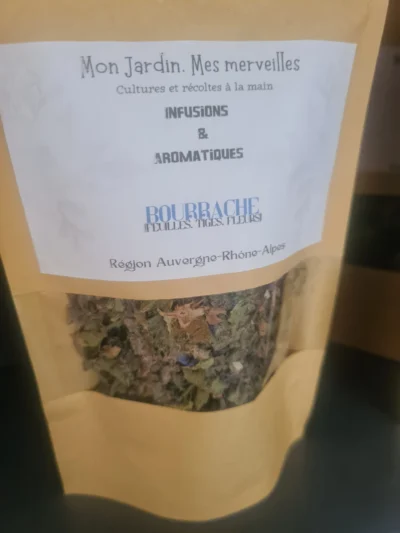 Mon Jardin. Mes merveilles
Cultures et récoltes à la main
INFUSIONS
&
AROMATIQUES
BOURRACHE
(FEUILLES, TIGES, FLEURS)
Région Auvergne-Rhône-Alpes